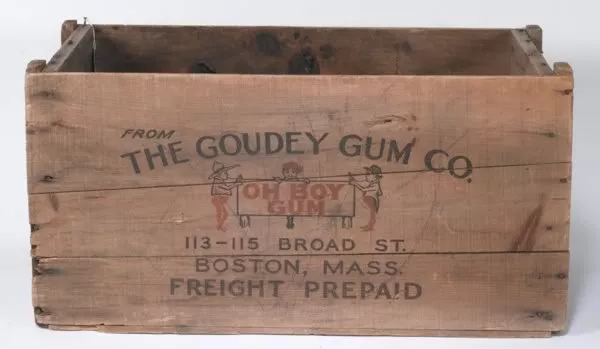 FROM
THE GOUDEY GUM CO.
OH BOY
GUM
113-115 BROAD ST.
BOSTON, MASS.
FREIGHT PREPAID